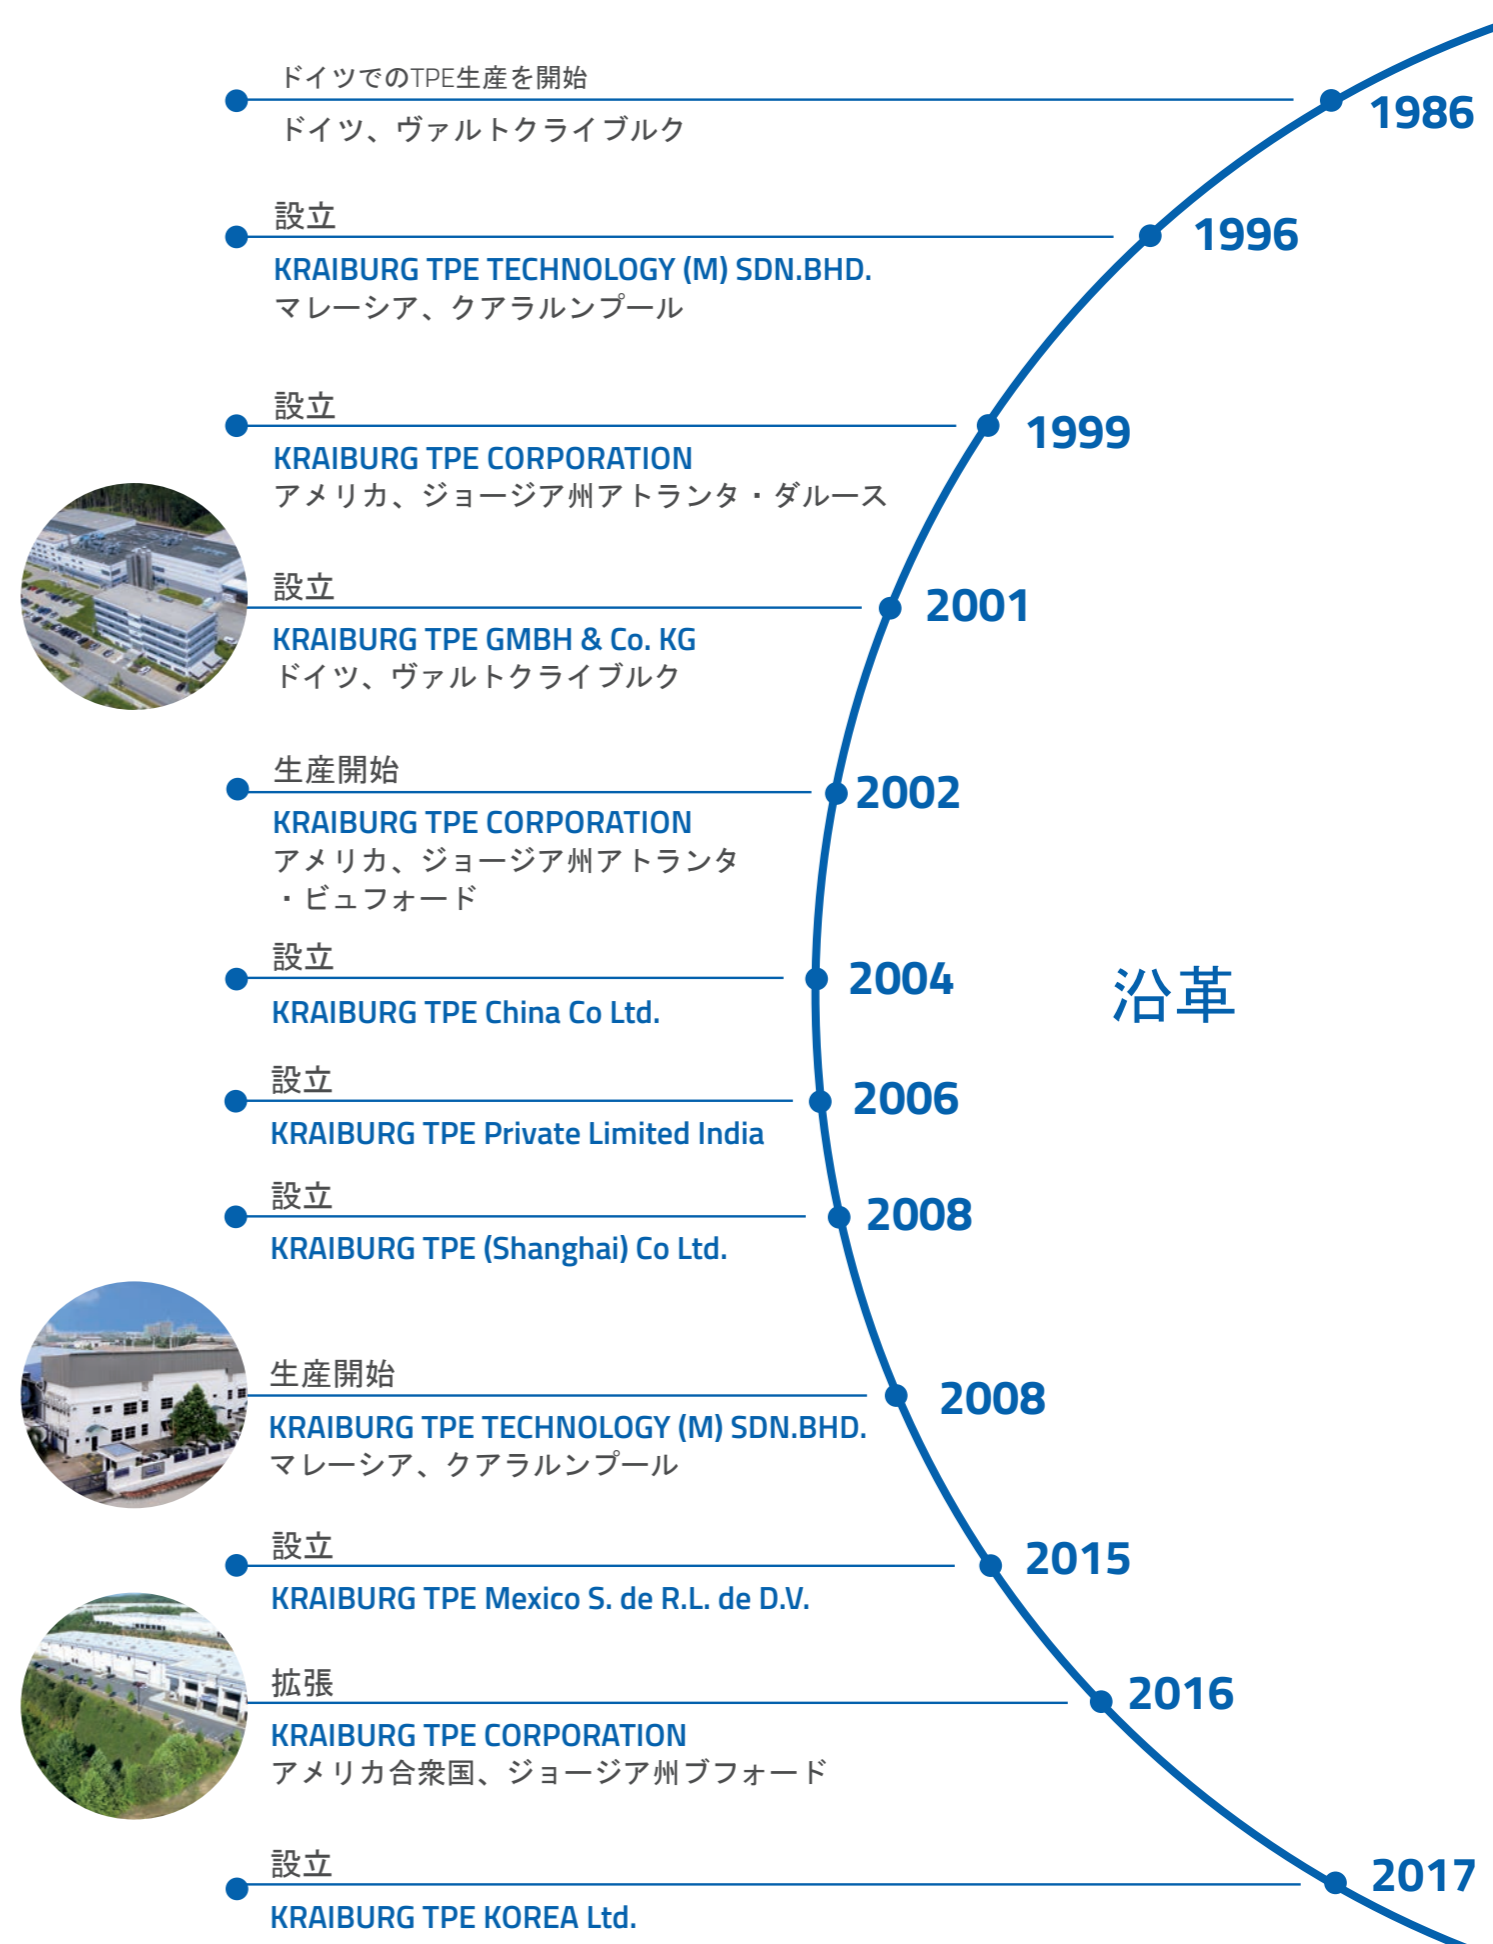 ドイツでのTPE生産を開始
1986
ドイツ、ヴァルトクライブルク
設立
1996
KRAIBURG TPE TECHNOLOGY (M) SDN.BHD.
マレーシア、クアラルンプール
設立
1999
KRAIBURG TPE CORPORATION
アメリカ、ジョージア州アトランタ・ダルース
設立
2001
KRAIBURG TPE GMBH & Co. KG
ドイツ、ヴァルトクライブルク
生産開始
2002
KRAIBURG TPE CORPORATION
アメリカ、ジョージア州アトランタ
・ビュフォード
設立
2004
沿革
KRAIBURG TPE China Co Ltd.
設立
2006
KRAIBURG TPE Private Limited India
設立
2008
KRAIBURG TPE (Shanghai) Co Ltd.
生産開始
2008
KRAIBURG TPE TECHNOLOGY (M) SDN.BHD.
マレーシア、クアラルンプール
設立
2015
KRAIBURG TPE Mexico S. de R.L. de D.V.
拡張
2016
KRAIBURG TPE CORPORATION
アメリカ合衆国、ジョージア州ブフォード
設立
2017
KRAIBURG TPE KOREA Ltd.